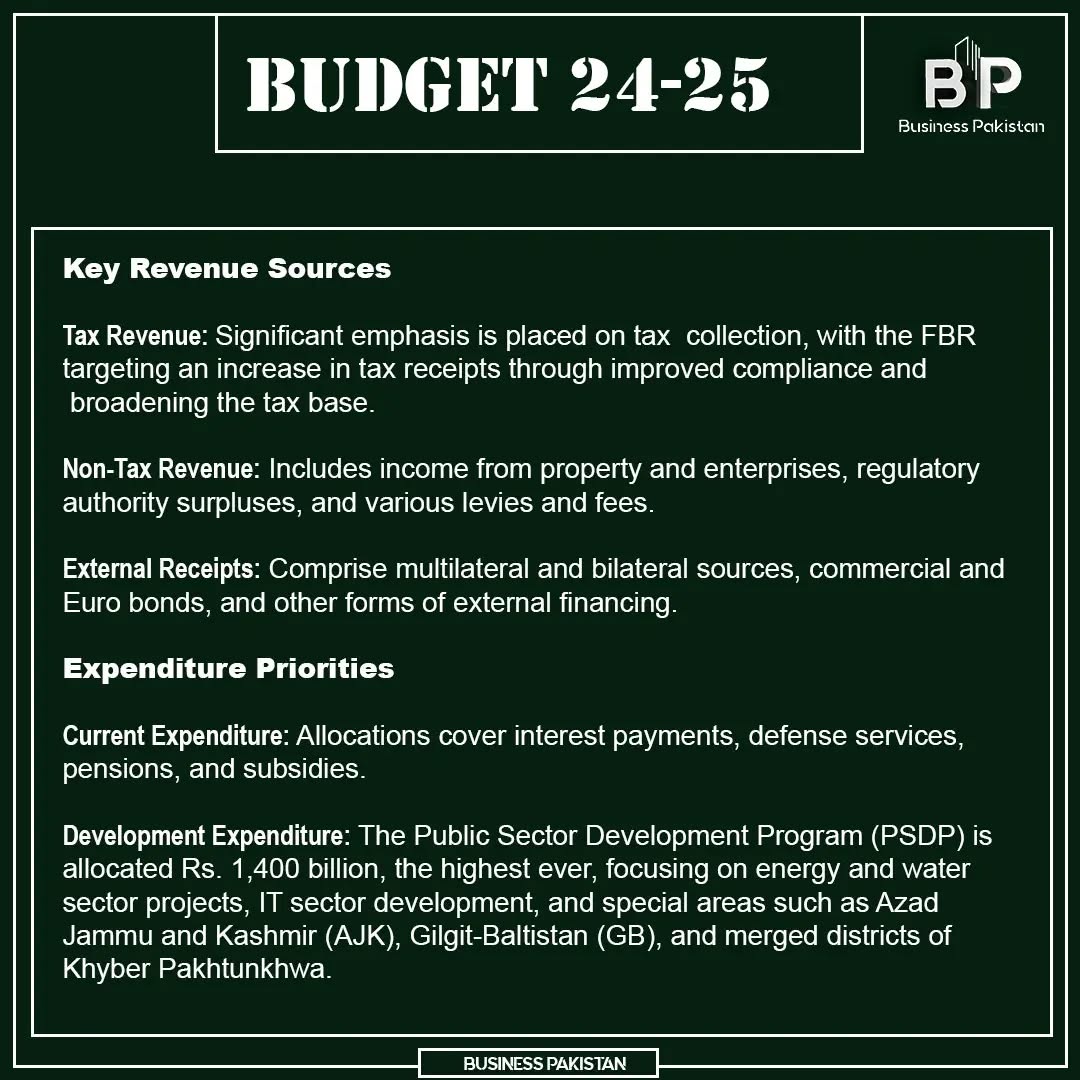 BUDGET 24-25
BP
Business Pakistan
Key Revenue Sources
Tax Revenue: Significant emphasis is placed on tax  collection, with the FBR
targeting an increase in tax receipts through improved compliance and
broadening the tax base.
Non-Tax Revenue: Includes income from property and enterprises, regulatory
authority surpluses, and various levies and fees.
External Receipts: Comprise multilateral and bilateral sources, commercial and
Euro bonds, and other forms of external financing.
Expenditure Priorities
Current Expenditure: Allocations cover interest payments, defense services,
pensions, and subsidies.
Development Expenditure: The Public Sector Development Program (PSDP) is
allocated Rs. 1,400 billion, the highest ever, focusing on energy and water
sector projects, IT sector development, and special areas such as Azad
Jammu and Kashmir (AJK), Gilgit-Baltistan (GB), and merged districts of
Khyber Pakhtunkhwa.
BUSINESS PAKISTAN